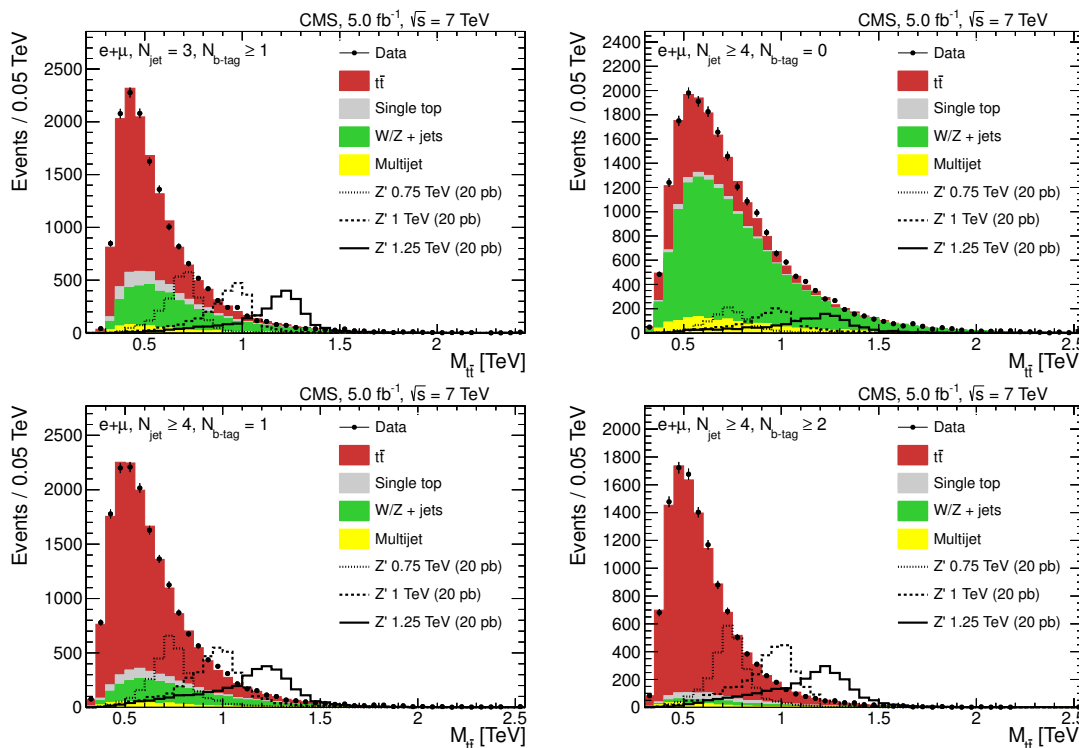 CMS, 5.0 fb⁻¹, √s = 7 TeV
e+μ, N_jet = 3, N_b-tag ≥ 1
Events / 0.05 TeV
2500
2000
1500
1000
500
0
Data
tt̄
Single top
W/Z + jets
Multijet
Z' 0.75 TeV (20 pb)
Z' 1 TeV (20 pb)
Z' 1.25 TeV (20 pb)
0.5 1 1.5 2 2.5
M_tt̄ [TeV]
CMS, 5.0 fb⁻¹, √s = 7 TeV
e+μ, N_jet ≥ 4, N_b-tag = 0
Events / 0.05 TeV
2400
2200
2000
1800
1600
1400
1200
1000
800
600
400
200
0
Data
tt̄
Single top
W/Z + jets
Multijet
Z' 0.75 TeV (20 pb)
Z' 1 TeV (20 pb)
Z' 1.25 TeV (20 pb)
0.5 1 1.5 2 2.5
M_tt̄ [TeV]
CMS, 5.0 fb⁻¹, √s = 7 TeV
e+μ, N_jet ≥ 4, N_b-tag = 1
Events / 0.05 TeV
2500
2000
1500
1000
500
0
Data
tt̄
Single top
W/Z + jets
Multijet
Z' 0.75 TeV (20 pb)
Z' 1 TeV (20 pb)
Z' 1.25 TeV (20 pb)
0.5 1 1.5 2 2.5
M_tt̄ [TeV]
CMS, 5.0 fb⁻¹, √s = 7 TeV
e+μ, N_jet ≥ 4, N_b-tag ≥ 2
Events / 0.05 TeV
2000
1800
1600
1400
1200
1000
800
600
400
200
0
Data
tt̄
Single top
W/Z + jets
Multijet
Z' 0.75 TeV (20 pb)
Z' 1 TeV (20 pb)
Z' 1.25 TeV (20 pb)
0.5 1 1.5 2 2.5
M_tt̄ [TeV]